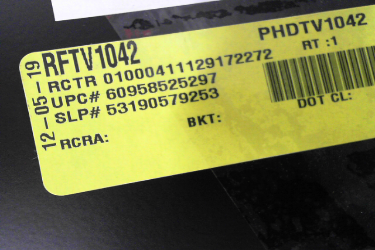 RFTV1042
PHDTV1042
RCTR 01000411129172272
RT :1
UPC# 60958525297
SLP# 53190579253
BKT:
DOT CL:
RCRA:
12-05-19